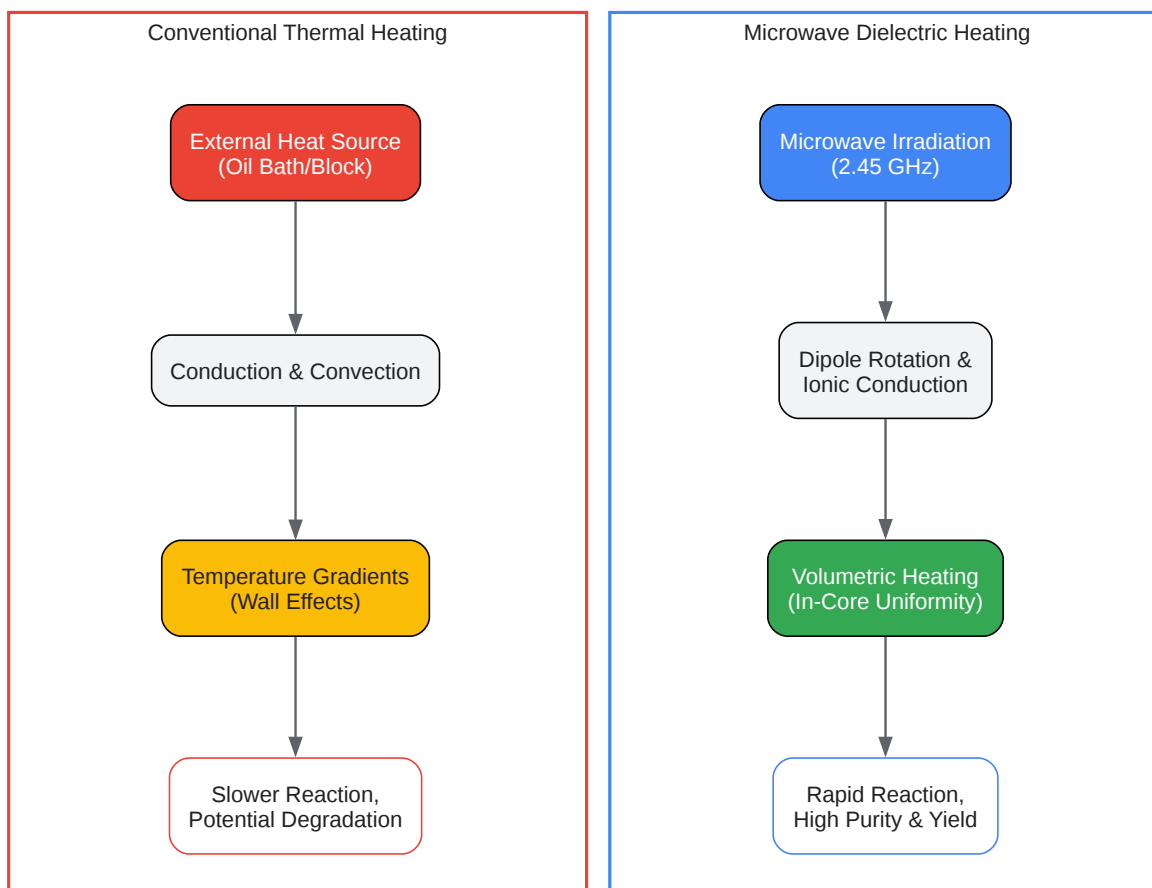 Conventional Thermal Heating
External Heat Source
(Oil Bath/Block)
Conduction & Convection
Temperature Gradients
(Wall Effects)
Slower Reaction,
Potential Degradation
Microwave Dielectric Heating
Microwave Irradiation
(2.45 GHz)
Dipole Rotation &
Ionic Conduction
Volumetric Heating
(In-Core Uniformity)
Rapid Reaction,
High Purity & Yield